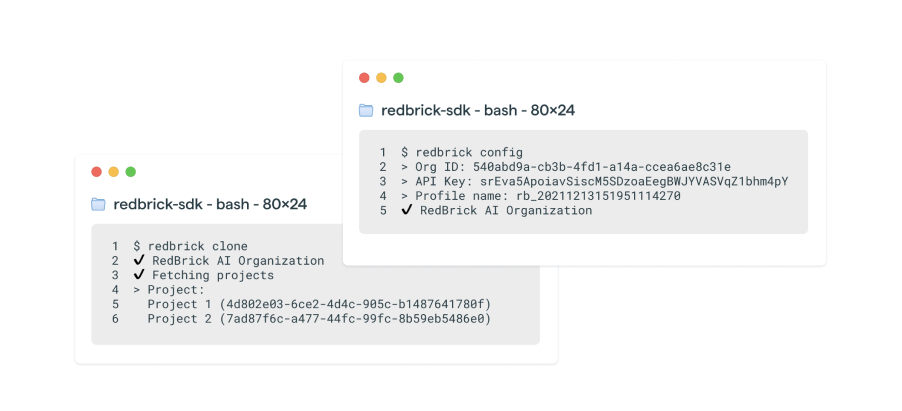 redbrick-sdk - bash - 80×24
1 $ redbrick config
2 > Org ID: 540abd9a-cb3b-4fd1-a14a-ccea6ae8c31e
3 > API Key: srEva5ApoiavSiscM5SDzoaEegBWJYVASVqZ1bhm4pY
4 > Profile name: rb_20211213151951114270
5 ✔ RedBrick AI Organization
redbrick-sdk - bash - 80×24
1 $ redbrick clone
2 ✔ RedBrick AI Organization
3 ✔ Fetching projects
4 > Project:
5 Project 1 (4d802e03-6ce2-4d4c-905c-b1487641780f)
6 Project 2 (7ad87f6c-a477-44fc-99fc-8b59eb5486e0)